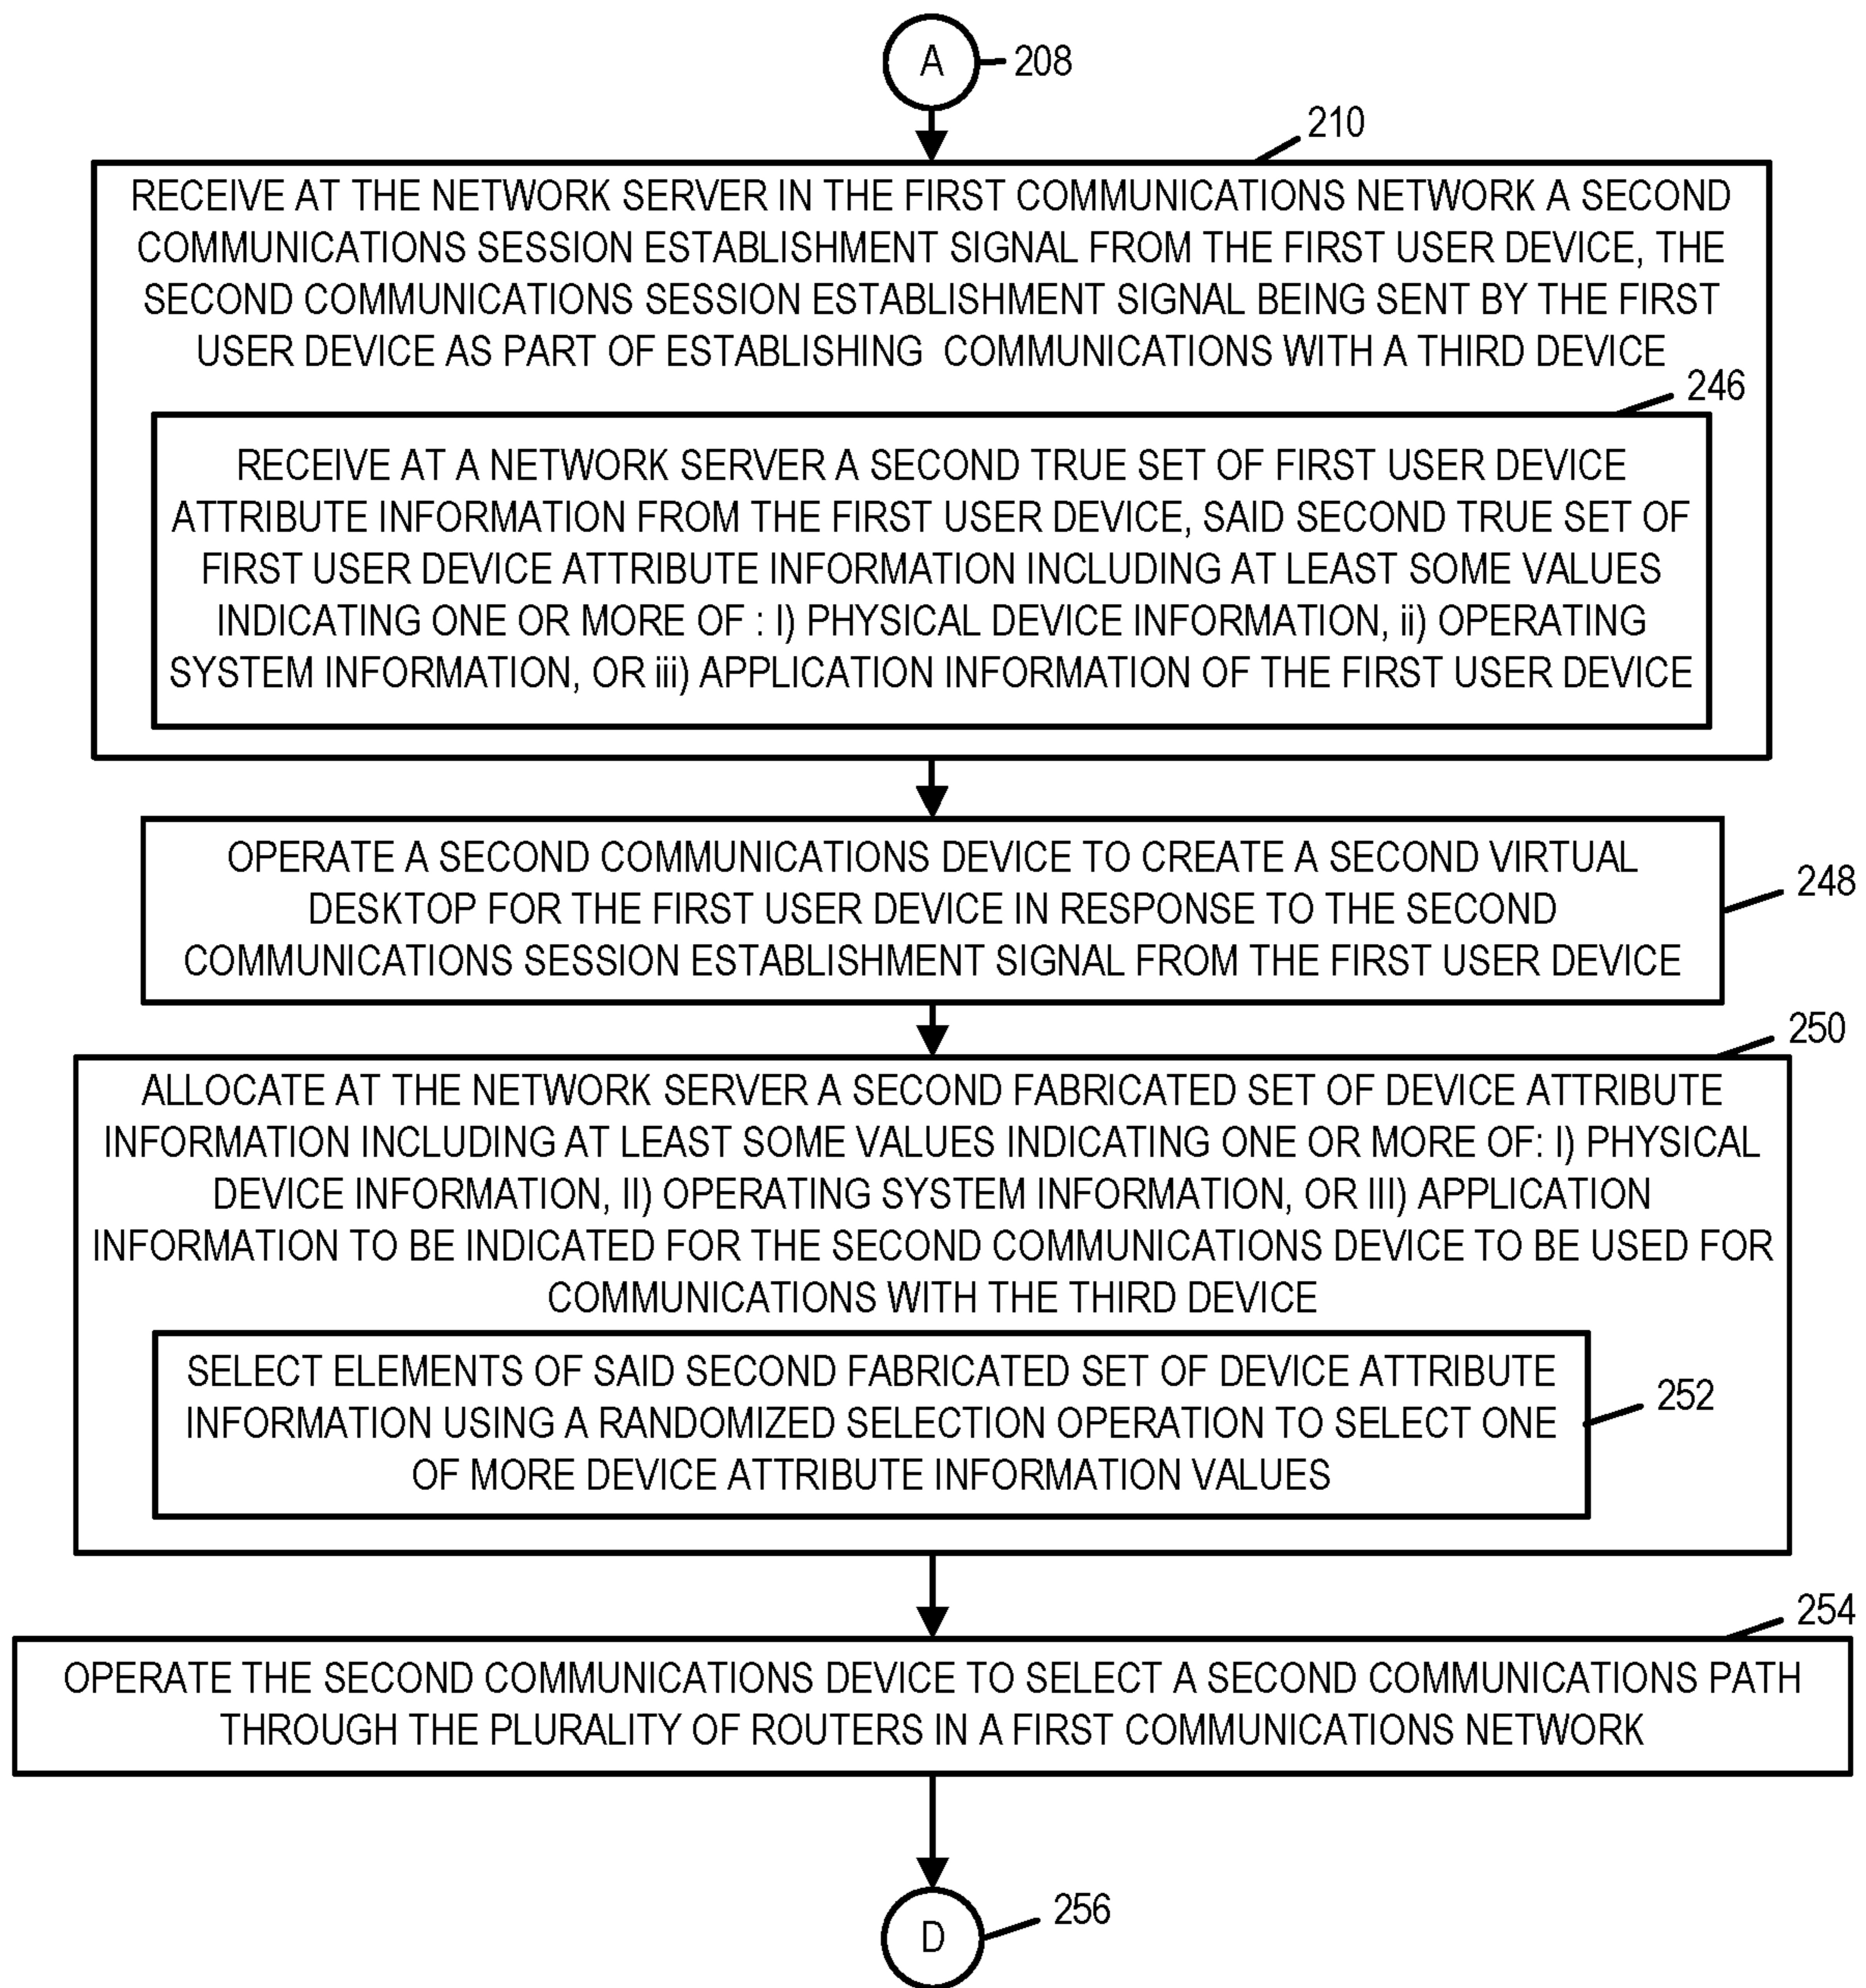 A
208
210
RECEIVE AT THE NETWORK SERVER IN THE FIRST COMMUNICATIONS NETWORK A SECOND
COMMUNICATIONS SESSION ESTABLISHMENT SIGNAL FROM THE FIRST USER DEVICE, THE
SECOND COMMUNICATIONS SESSION ESTABLISHMENT SIGNAL BEING SENT BY THE FIRST
USER DEVICE AS PART OF ESTABLISHING COMMUNICATIONS WITH A THIRD DEVICE
246
RECEIVE AT A NETWORK SERVER A SECOND TRUE SET OF FIRST USER DEVICE
ATTRIBUTE INFORMATION FROM THE FIRST USER DEVICE, SAID SECOND TRUE SET OF
FIRST USER DEVICE ATTRIBUTE INFORMATION INCLUDING AT LEAST SOME VALUES
INDICATING ONE OR MORE OF : I) PHYSICAL DEVICE INFORMATION, ii) OPERATING
SYSTEM INFORMATION, OR iii) APPLICATION INFORMATION OF THE FIRST USER DEVICE
OPERATE A SECOND COMMUNICATIONS DEVICE TO CREATE A SECOND VIRTUAL
DESKTOP FOR THE FIRST USER DEVICE IN RESPONSE TO THE SECOND
COMMUNICATIONS SESSION ESTABLISHMENT SIGNAL FROM THE FIRST USER DEVICE
248
250
ALLOCATE AT THE NETWORK SERVER A SECOND FABRICATED SET OF DEVICE ATTRIBUTE
INFORMATION INCLUDING AT LEAST SOME VALUES INDICATING ONE OR MORE OF: I) PHYSICAL
DEVICE INFORMATION, II) OPERATING SYSTEM INFORMATION, OR III) APPLICATION
INFORMATION TO BE INDICATED FOR THE SECOND COMMUNICATIONS DEVICE TO BE USED FOR
COMMUNICATIONS WITH THE THIRD DEVICE
SELECT ELEMENTS OF SAID SECOND FABRICATED SET OF DEVICE ATTRIBUTE
INFORMATION USING A RANDOMIZED SELECTION OPERATION TO SELECT ONE
OF MORE DEVICE ATTRIBUTE INFORMATION VALUES
252
254
OPERATE THE SECOND COMMUNICATIONS DEVICE TO SELECT A SECOND COMMUNICATIONS PATH
THROUGH THE PLURALITY OF ROUTERS IN A FIRST COMMUNICATIONS NETWORK
D
256